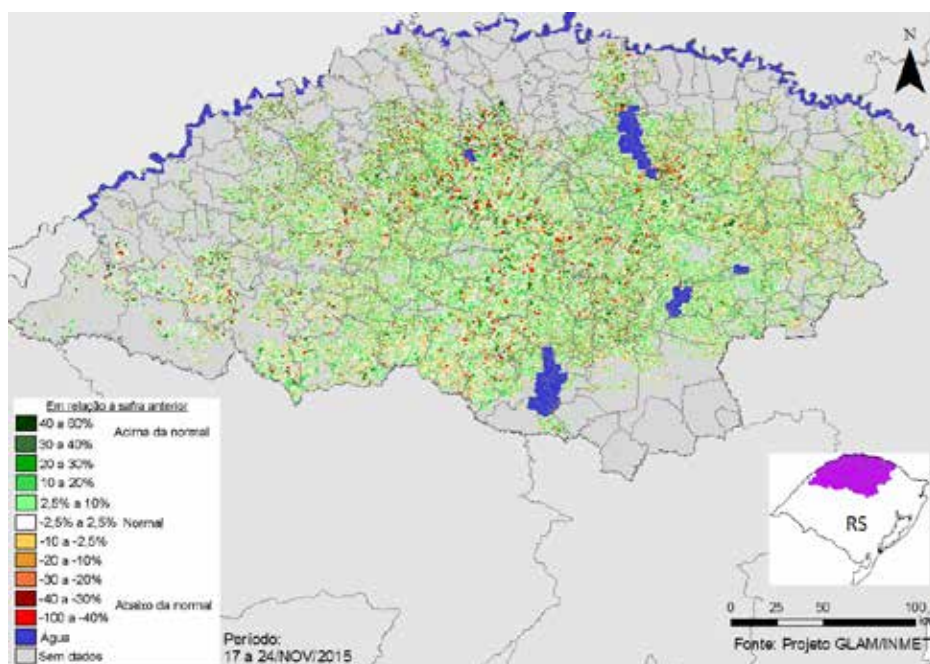 N
Em relação à safra anterior
40 a 60%
Acima da normal
30 a 40%
20 a 30%
10 a 20%
2,5% a 10%
-2,5% a 2,5% Normal
-10 a -2,5%
-20 a -10%
-30 a -20%
-40 a -30%
Abaixo da normal
-100 a -40%
Água
Sem dados
Período:
17 a 24/NOV/2015
RS
0 25 50 100
Fonte: Projeto GLAM/INMET